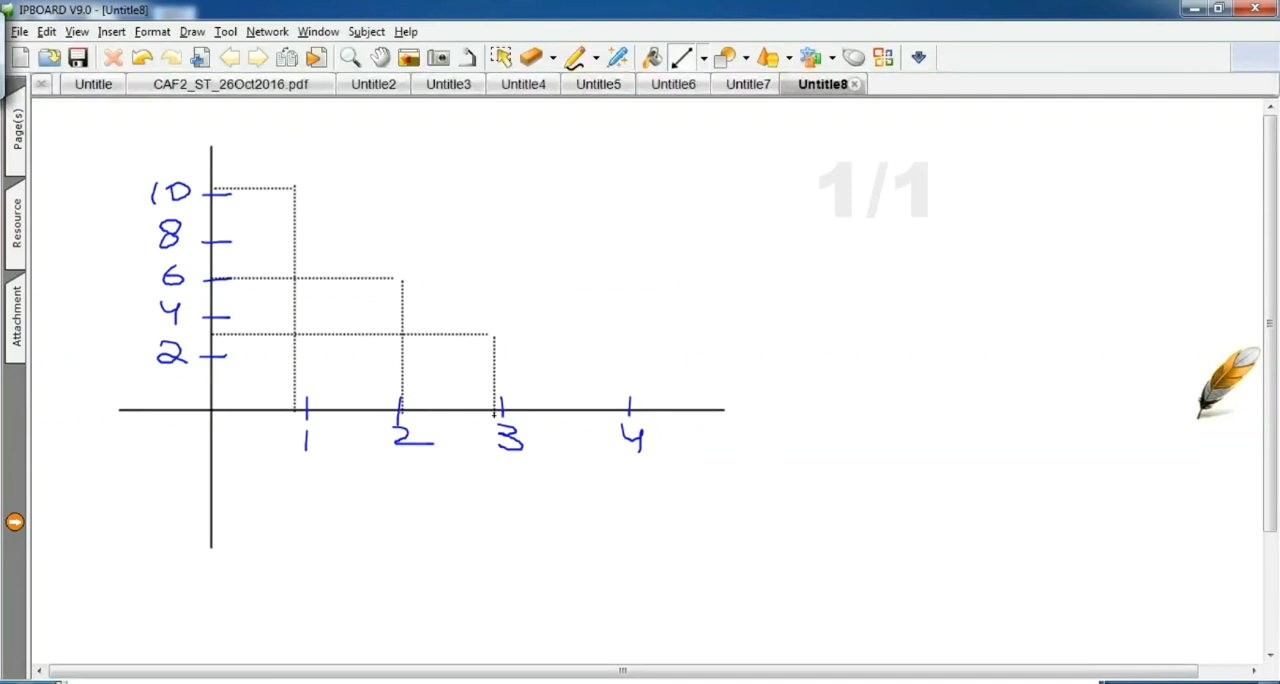 IPBOARD V9.0 - [Untitle8]
File Edit View Insert Format Draw Tool Network Window Subject Help
Untitle CAF2_ST_26Oct2016.pdf Untitle2 Untitle3 Untitle4 Untitle5 Untitle6 Untitle7 Untitle8
Page(s)
Resource
Attachment
1/1
10
8
6
4
2
1 2 3 4